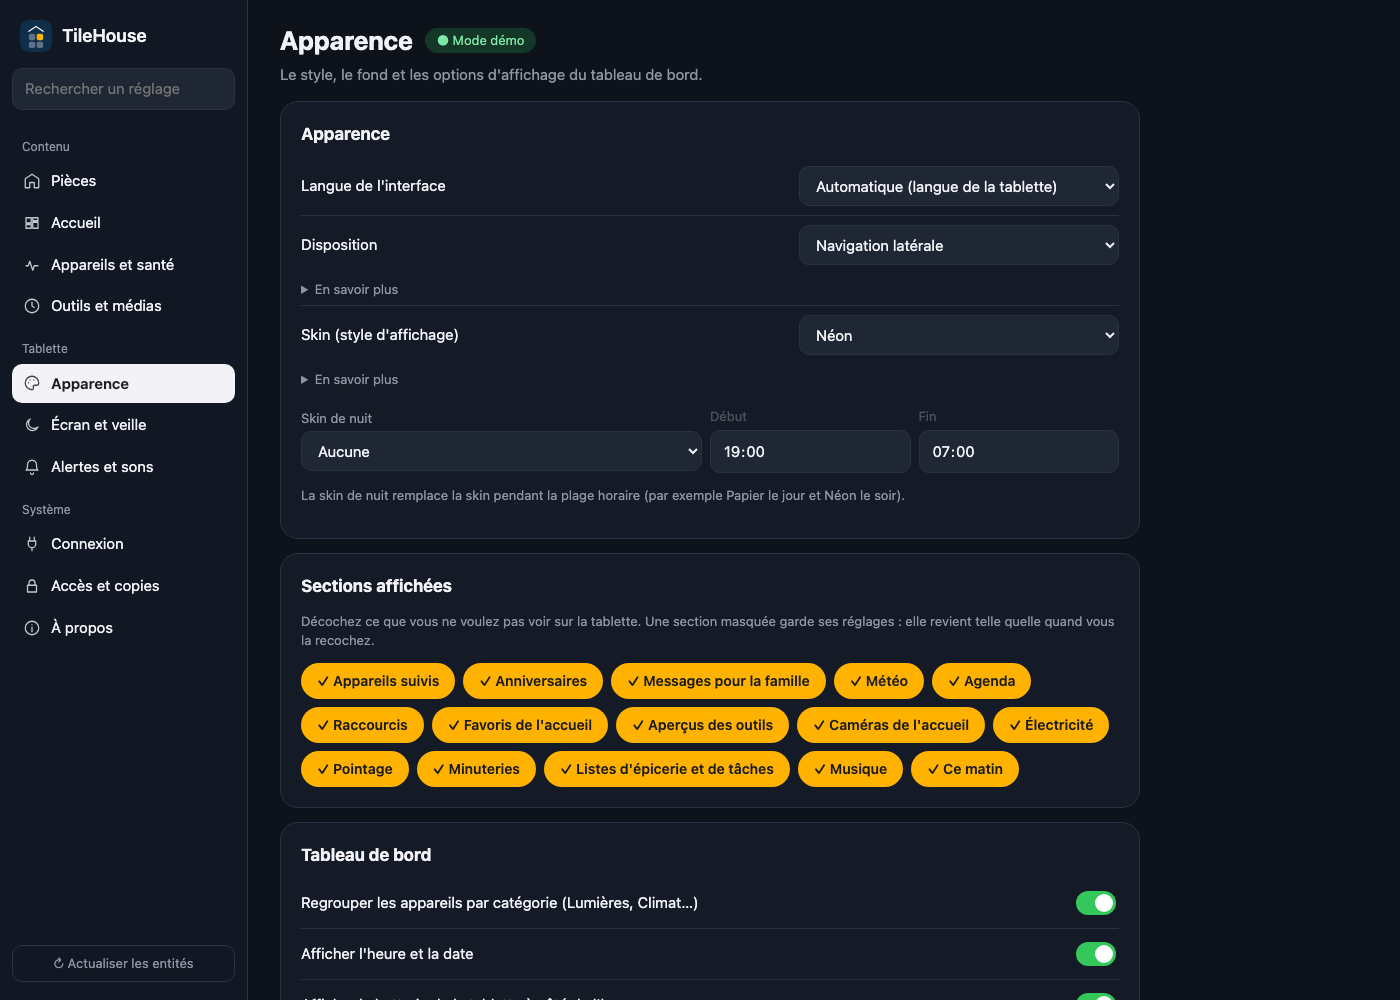 TileHouse
Rechercher un réglage
Contenu
Pièces
Accueil
Appareils et santé
Outils et médias
Tablette
Apparence
Écran et veille
Alertes et sons
Système
Connexion
Accès et copies
À propos
Actualiser les entités
Apparence
Mode démo
Le style, le fond et les options d'affichage du tableau de bord.
Apparence
Langue de l'interface
Automatique (langue de la tablette)
Disposition
Navigation latérale
En savoir plus
Skin (style d'affichage)
Néon
En savoir plus
Skin de nuit
Début
Fin
Aucune
19:00
07:00
La skin de nuit remplace la skin pendant la plage horaire (par exemple Papier le jour et Néon le soir).
Sections affichées
Décochez ce que vous ne voulez pas voir sur la tablette. Une section masquée garde ses réglages : elle revient telle quelle quand vous
la recochez.
✓ Appareils suivis ✓ Anniversaires ✓ Messages pour la famille ✓ Météo ✓ Agenda
✓ Raccourcis ✓ Favoris de l'accueil ✓ Aperçus des outils ✓ Caméras de l'accueil ✓ Électricité
✓ Pointage ✓ Minuteries ✓ Listes d'épicerie et de tâches ✓ Musique ✓ Ce matin
Tableau de bord
Regrouper les appareils par catégorie (Lumières, Climat...)
Afficher l'heure et la date